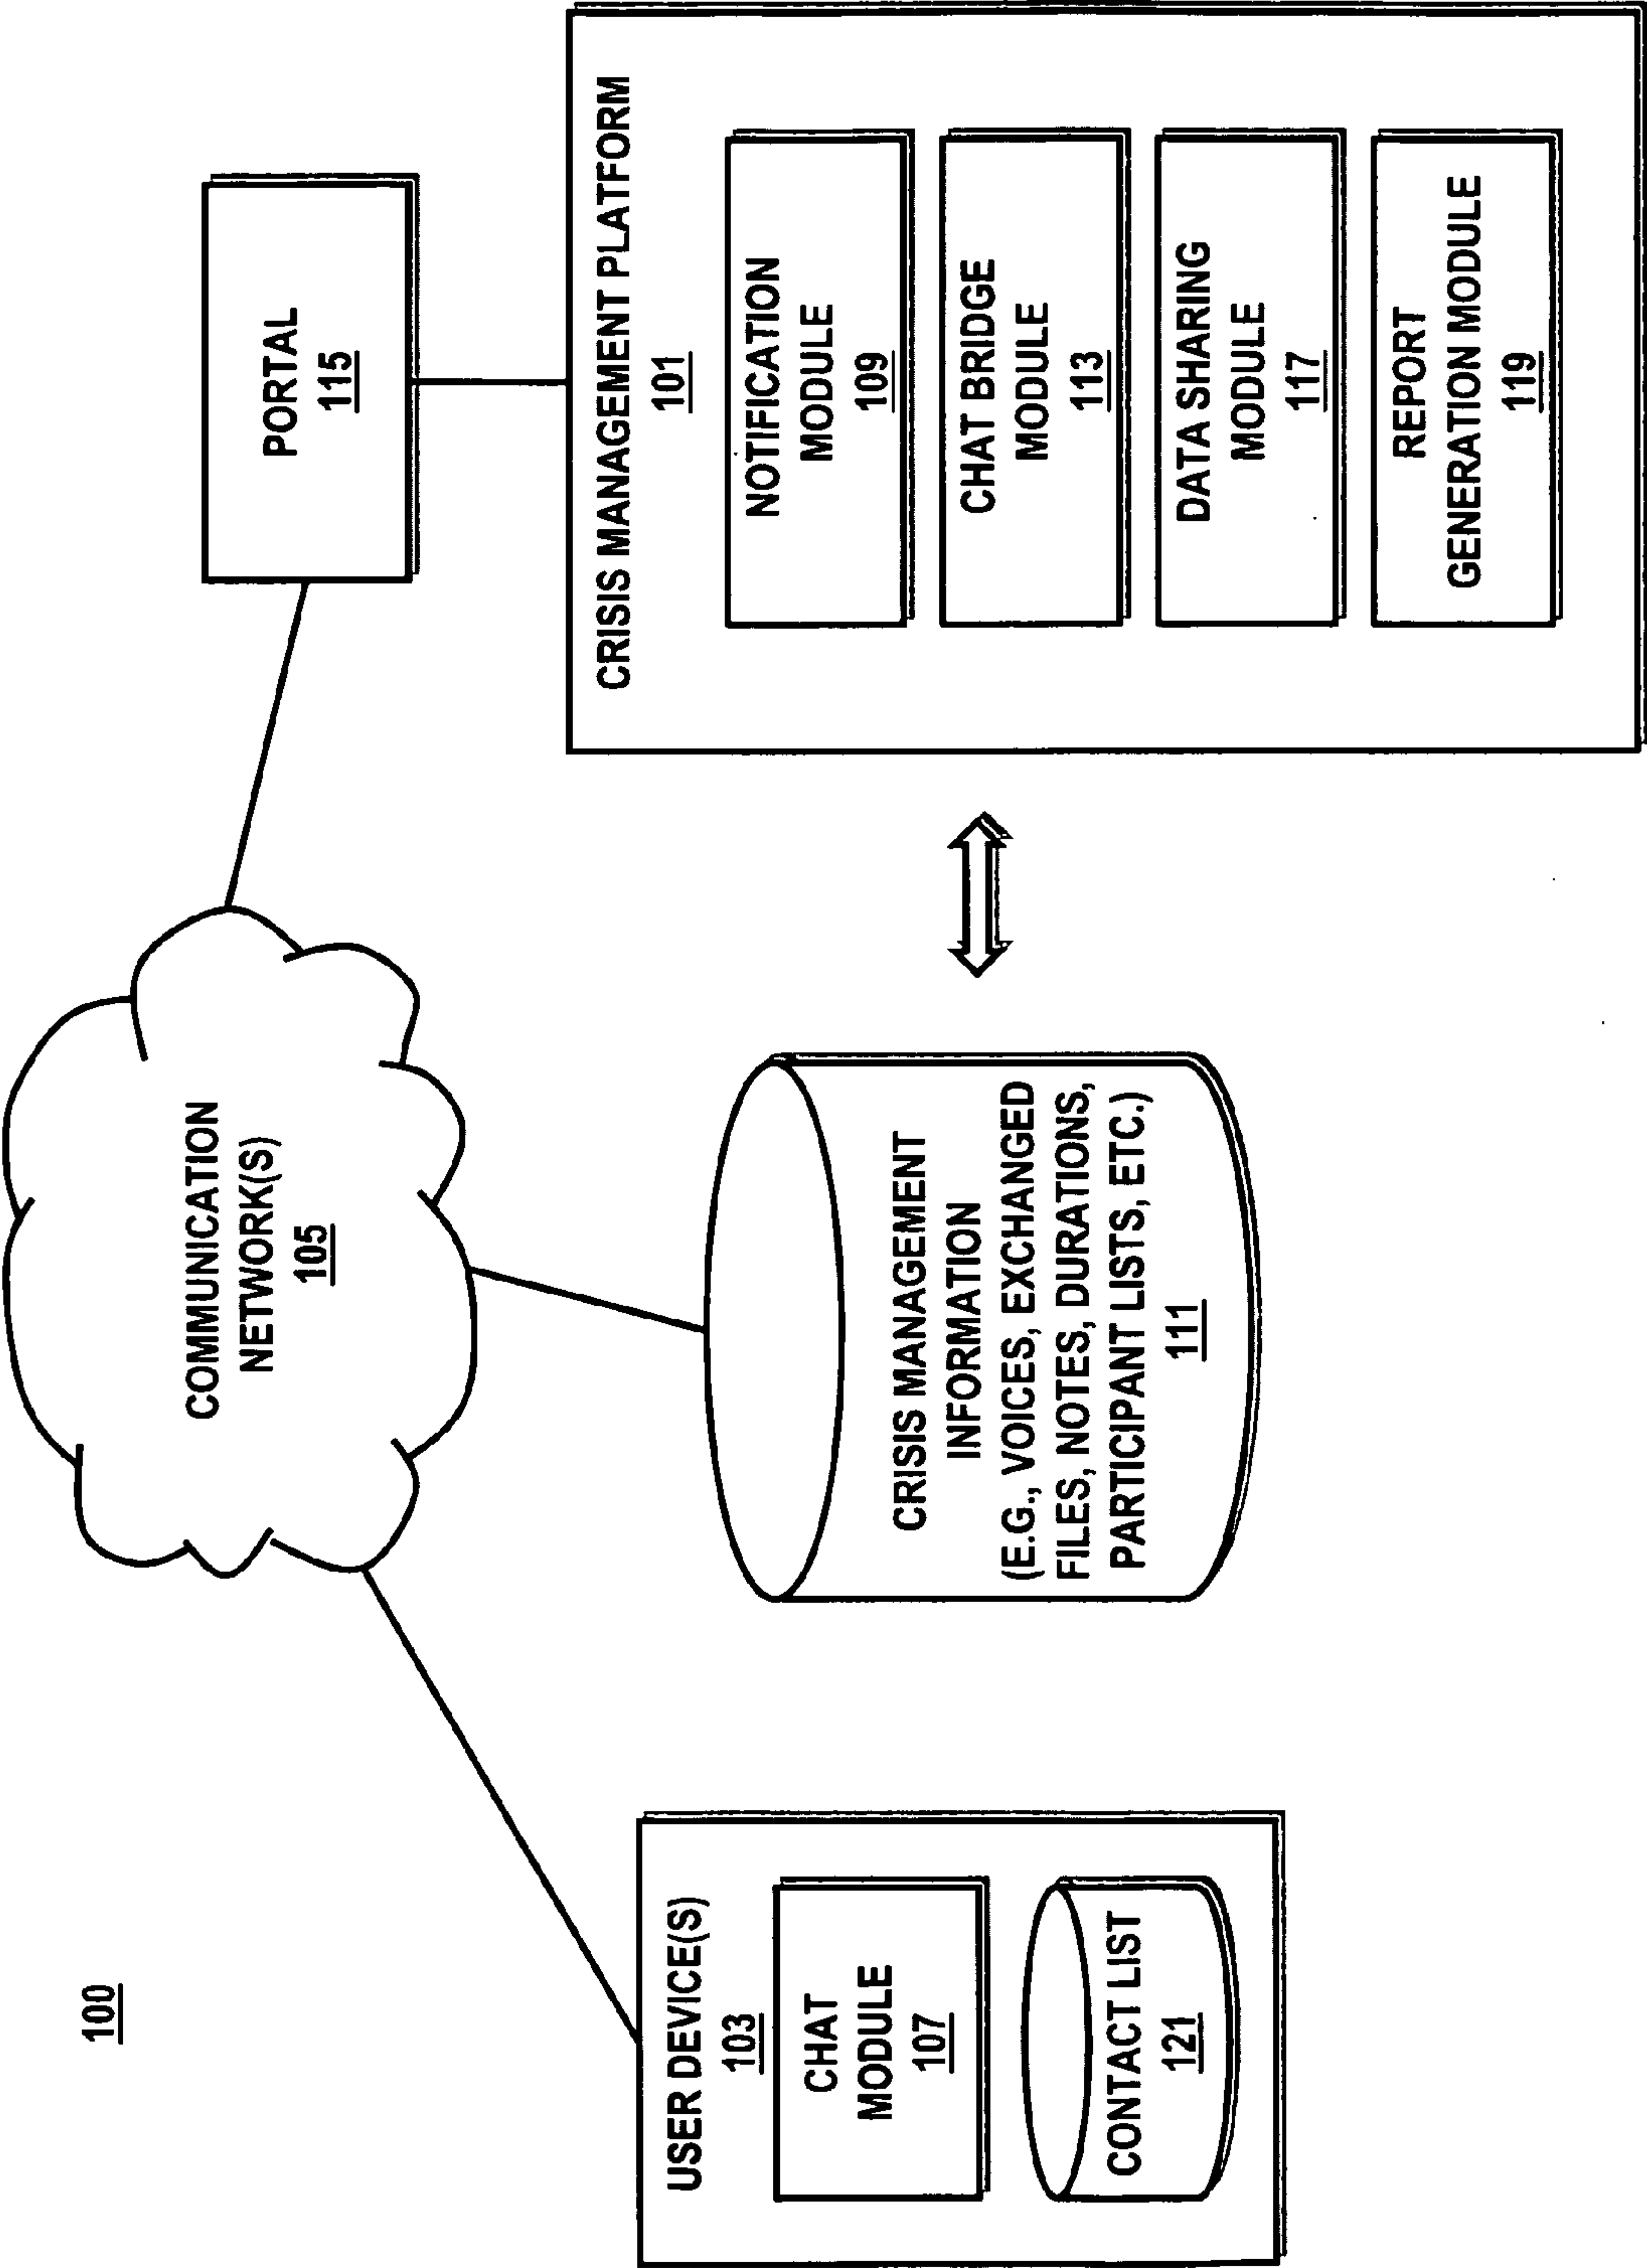 100
COMMUNICATION
NETWORK(S)
105
PORTAL
115
USER DEVICE(S)
103
CHAT
MODULE
107
CONTACT LIST
121
CRISIS MANAGEMENT
INFORMATION
(E.G., VOICES, EXCHANGED
FILES, NOTES, DURATIONS,
PARTICIPANT LISTS, ETC.)
111
CRISIS MANAGEMENT PLATFORM
101
NOTIFICATION
MODULE
109
CHAT BRIDGE
MODULE
113
DATA SHARING
MODULE
117
REPORT
GENERATION MODULE
119